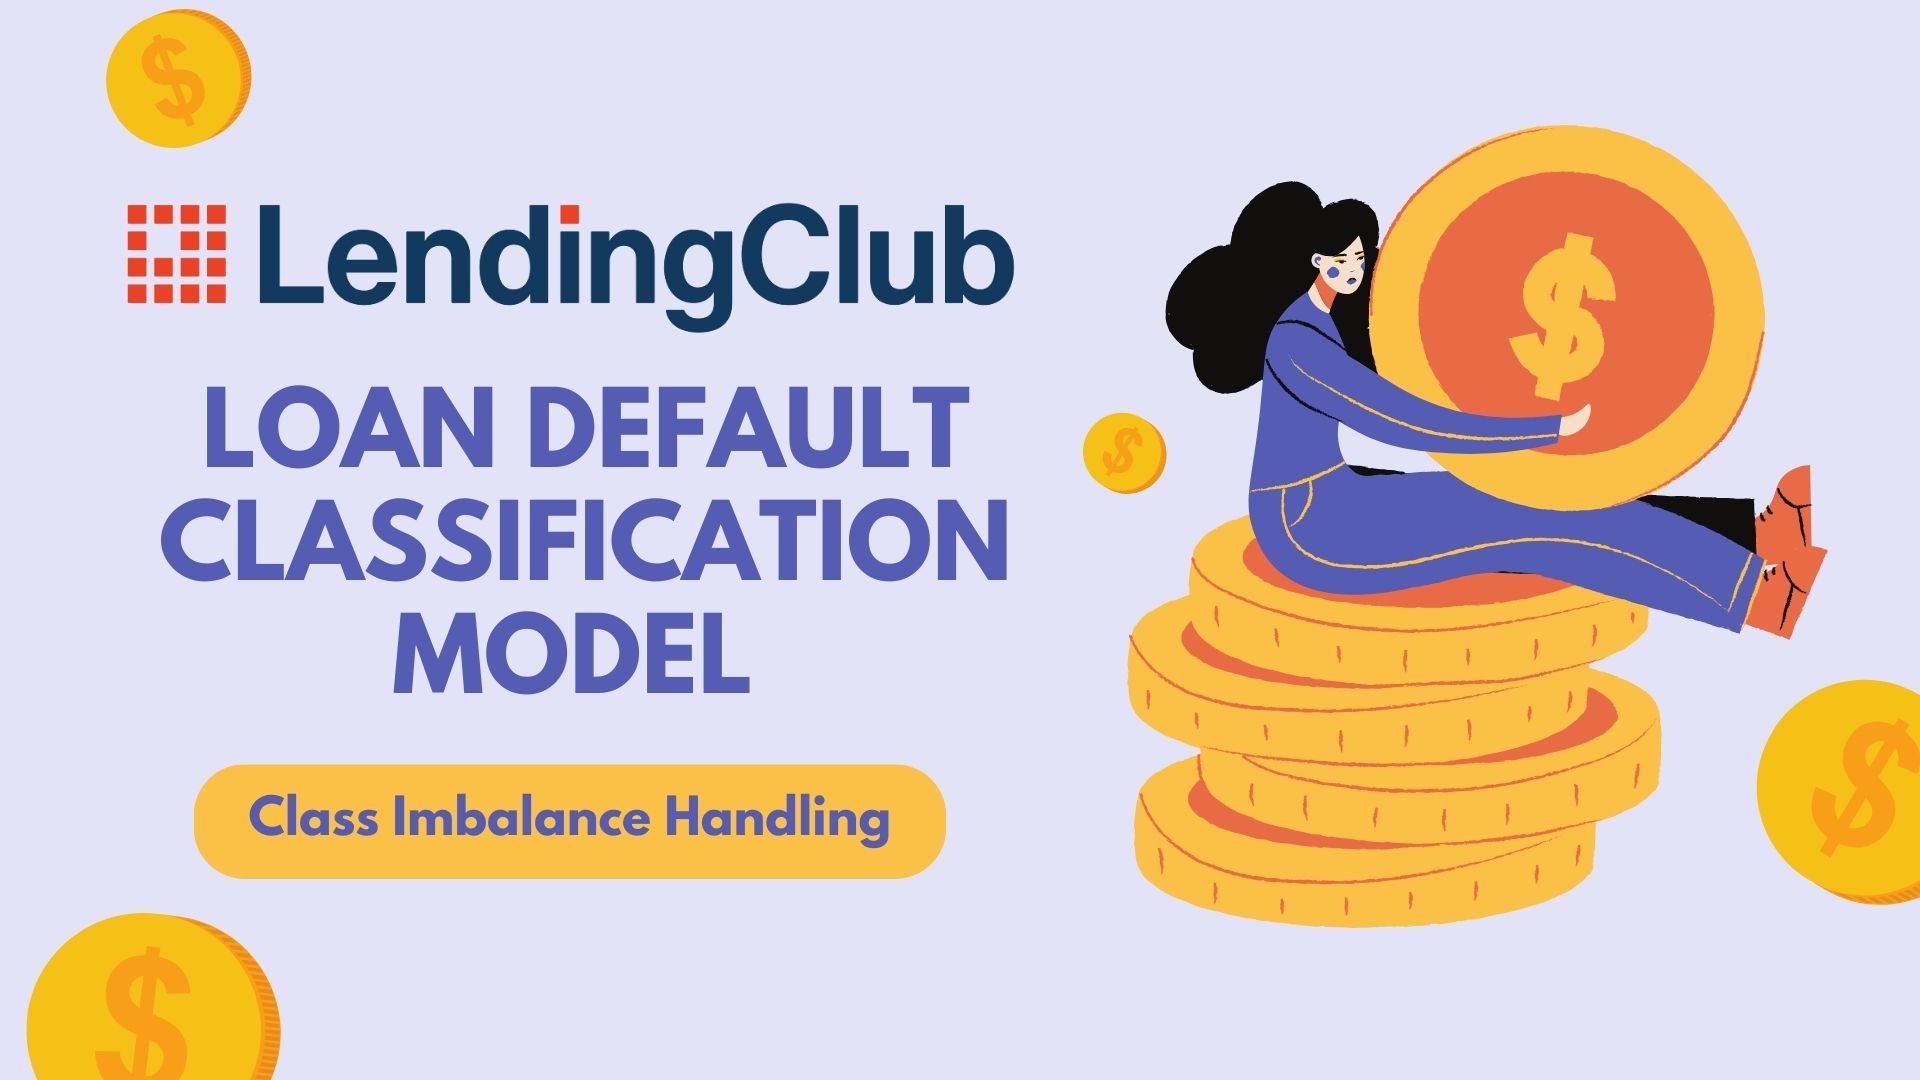 LendingClub
LOAN DEFAULT
CLASSIFICATION
MODEL
Class Imbalance Handling
$
$
$
$
$